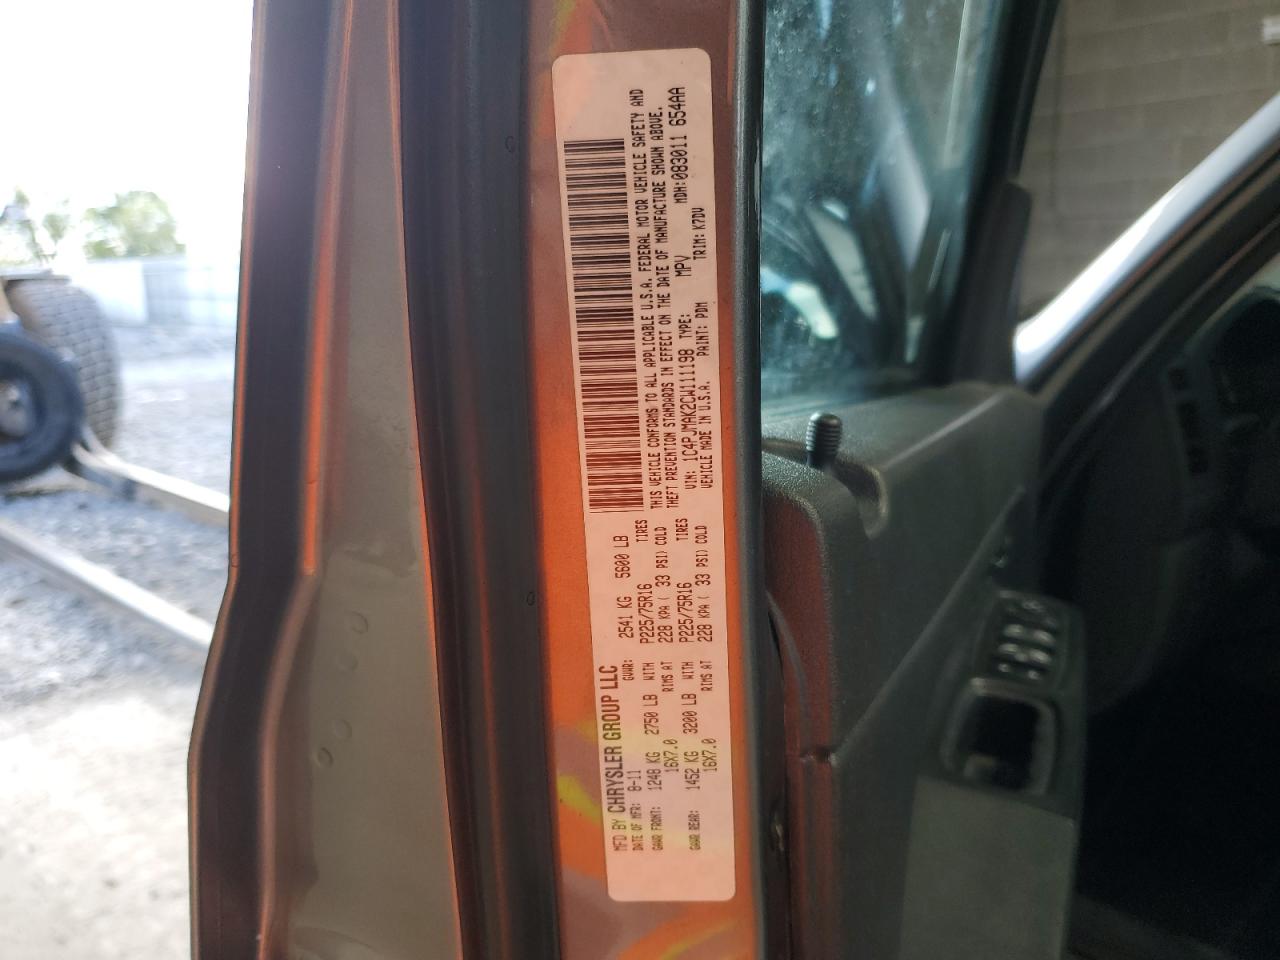 MFD BY CHRYSLER GROUP LLC
DATE OF MFR: 8-11 GVWR: 2541 KG 5600 LB
GAWR FRONT: 1248 KG 2750 LB WITH P225/75R16 TIRES
16X7.0 RIMS AT 228 KPA ( 33 PSI) COLD
GAWR REAR: 1452 KG 3200 LB WITH P225/75R16 TIRES
16X7.0 RIMS AT 228 KPA ( 33 PSI) COLD
THIS VEHICLE CONFORMS TO ALL APPLICABLE U.S.A. FEDERAL MOTOR VEHICLE SAFETY AND
THEFT PREVENTION STANDARDS IN EFFECT ON THE DATE OF MANUFACTURE SHOWN ABOVE.
VIN: 1C4PJMAK2CW111198 TYPE: MPV MDH: 083011 654AA
VEHICLE MADE IN U.S.A. PAINT: PDM TRIM: K7DV